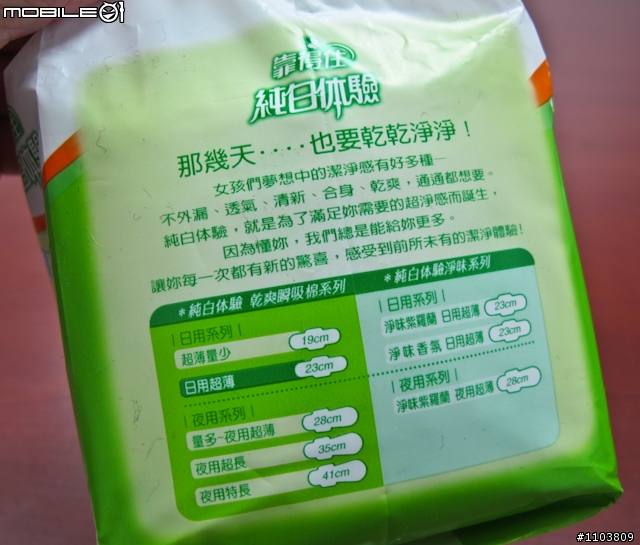 MOBILE01
靠得住
純白体驗
那幾天‥‥也要乾乾淨淨！
女孩們夢想中的潔淨感有好多種—
不外漏、透氣、清新、合身、乾爽，通通都想要。
純白体驗，就是為了滿足妳需要的超淨感而誕生，
因為懂妳，我們總是能給妳更多。
讓妳每一次都有新的驚喜，感受到前所未有的潔淨體驗!
＊純白体驗 乾爽瞬吸棉系列
|日用系列|
超薄量少 19cm
日用超薄 23cm
|夜用系列|
量多~夜用超薄 28cm
夜用超長 35cm
夜用特長 41cm
＊純白体驗淨味系列
|日用系列|
淨味紫羅蘭 日用超薄 23cm
淨味香氛 日用超薄 23cm
|夜用系列|
淨味紫羅蘭 夜用超薄 28cm
#1103809